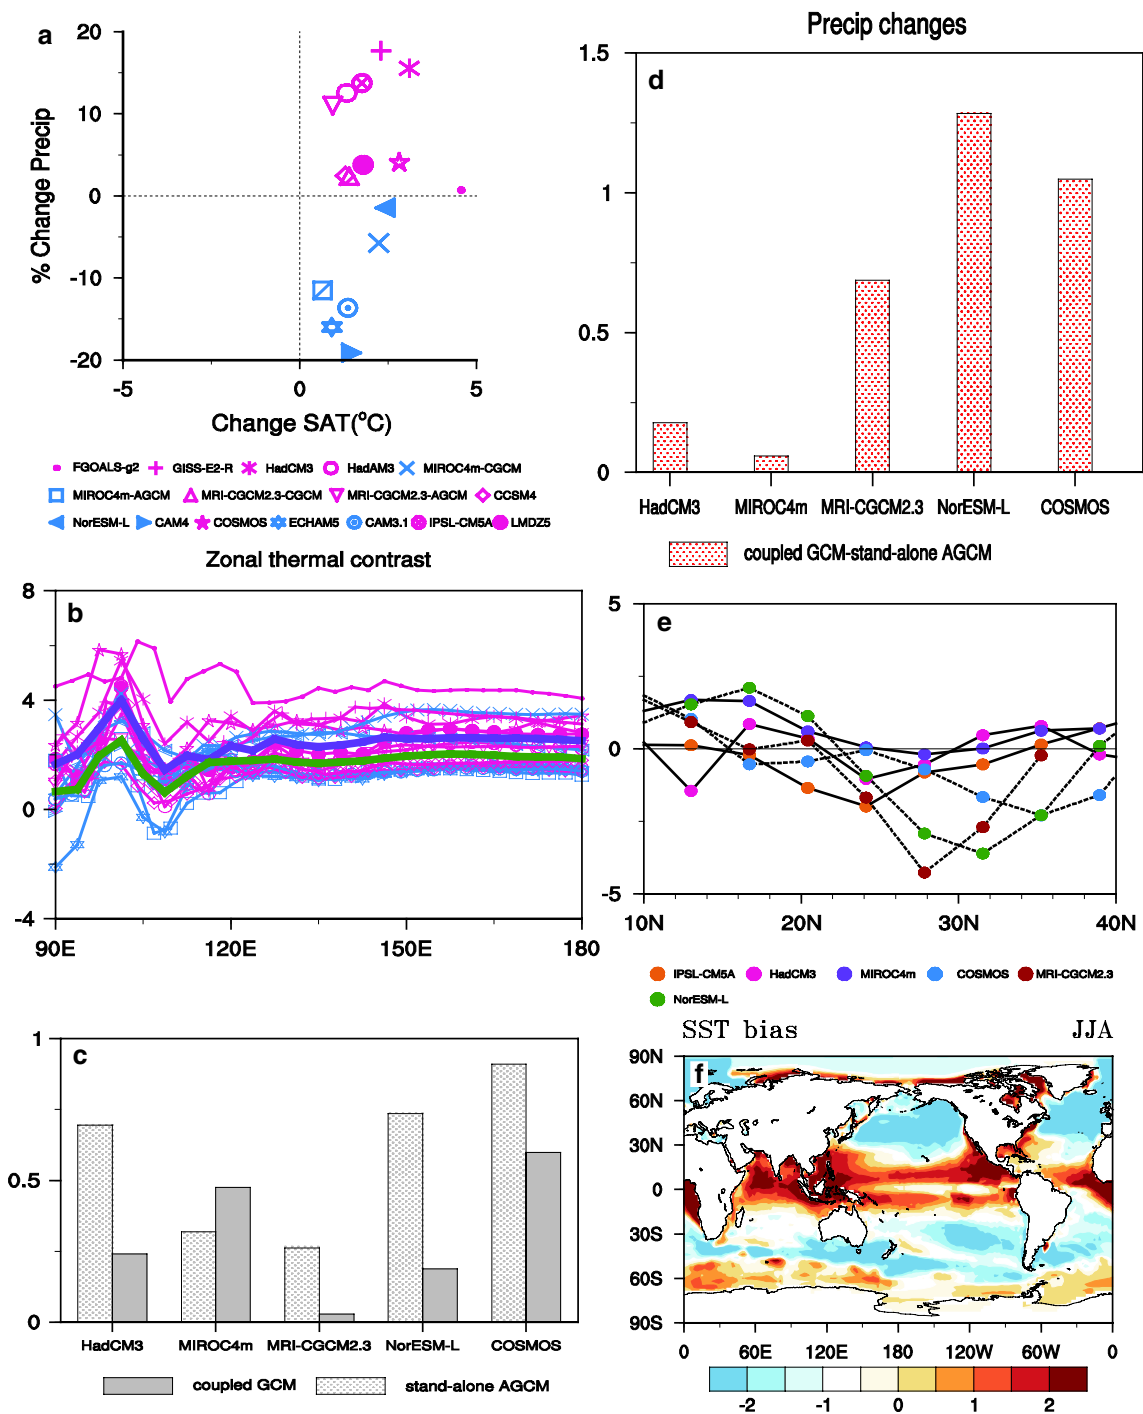 a
20
10
0
-10
-20
% Change Precip
-5
0
5
Change SAT(°C)
FGOALS-g2
GISS-E2-R
HadCM3
HadAM3
MIROC4m-CGCM
MIROC4m-AGCM
MRI-CGCM2.3-CGCM
MRI-CGCM2.3-AGCM
CCSM4
NorESM-L
CAM4
COSMOS
ECHAM5
CAM3.1
IPSL-CM5A
LMDZ5
Precip changes
d
1.5
1
0.5
0
HadCM3
MIROC4m
MRI-CGCM2.3
NorESM-L
COSMOS
coupled GCM-stand-alone AGCM
Zonal thermal contrast
b
8
4
0
-4
90E
120E
150E
180
e
5
0
-5
10N
20N
30N
40N
IPSL-CM5A
HadCM3
MIROC4m
COSMOS
MRI-CGCM2.3
NorESM-L
c
1
0.5
0
HadCM3
MIROC4m
MRI-CGCM2.3
NorESM-L
COSMOS
coupled GCM
stand-alone AGCM
SST bias
JJA
f
90N
60N
30N
0
30S
60S
90S
0
60E
120E
180
120W
60W
0
-2
-1
0
1
2